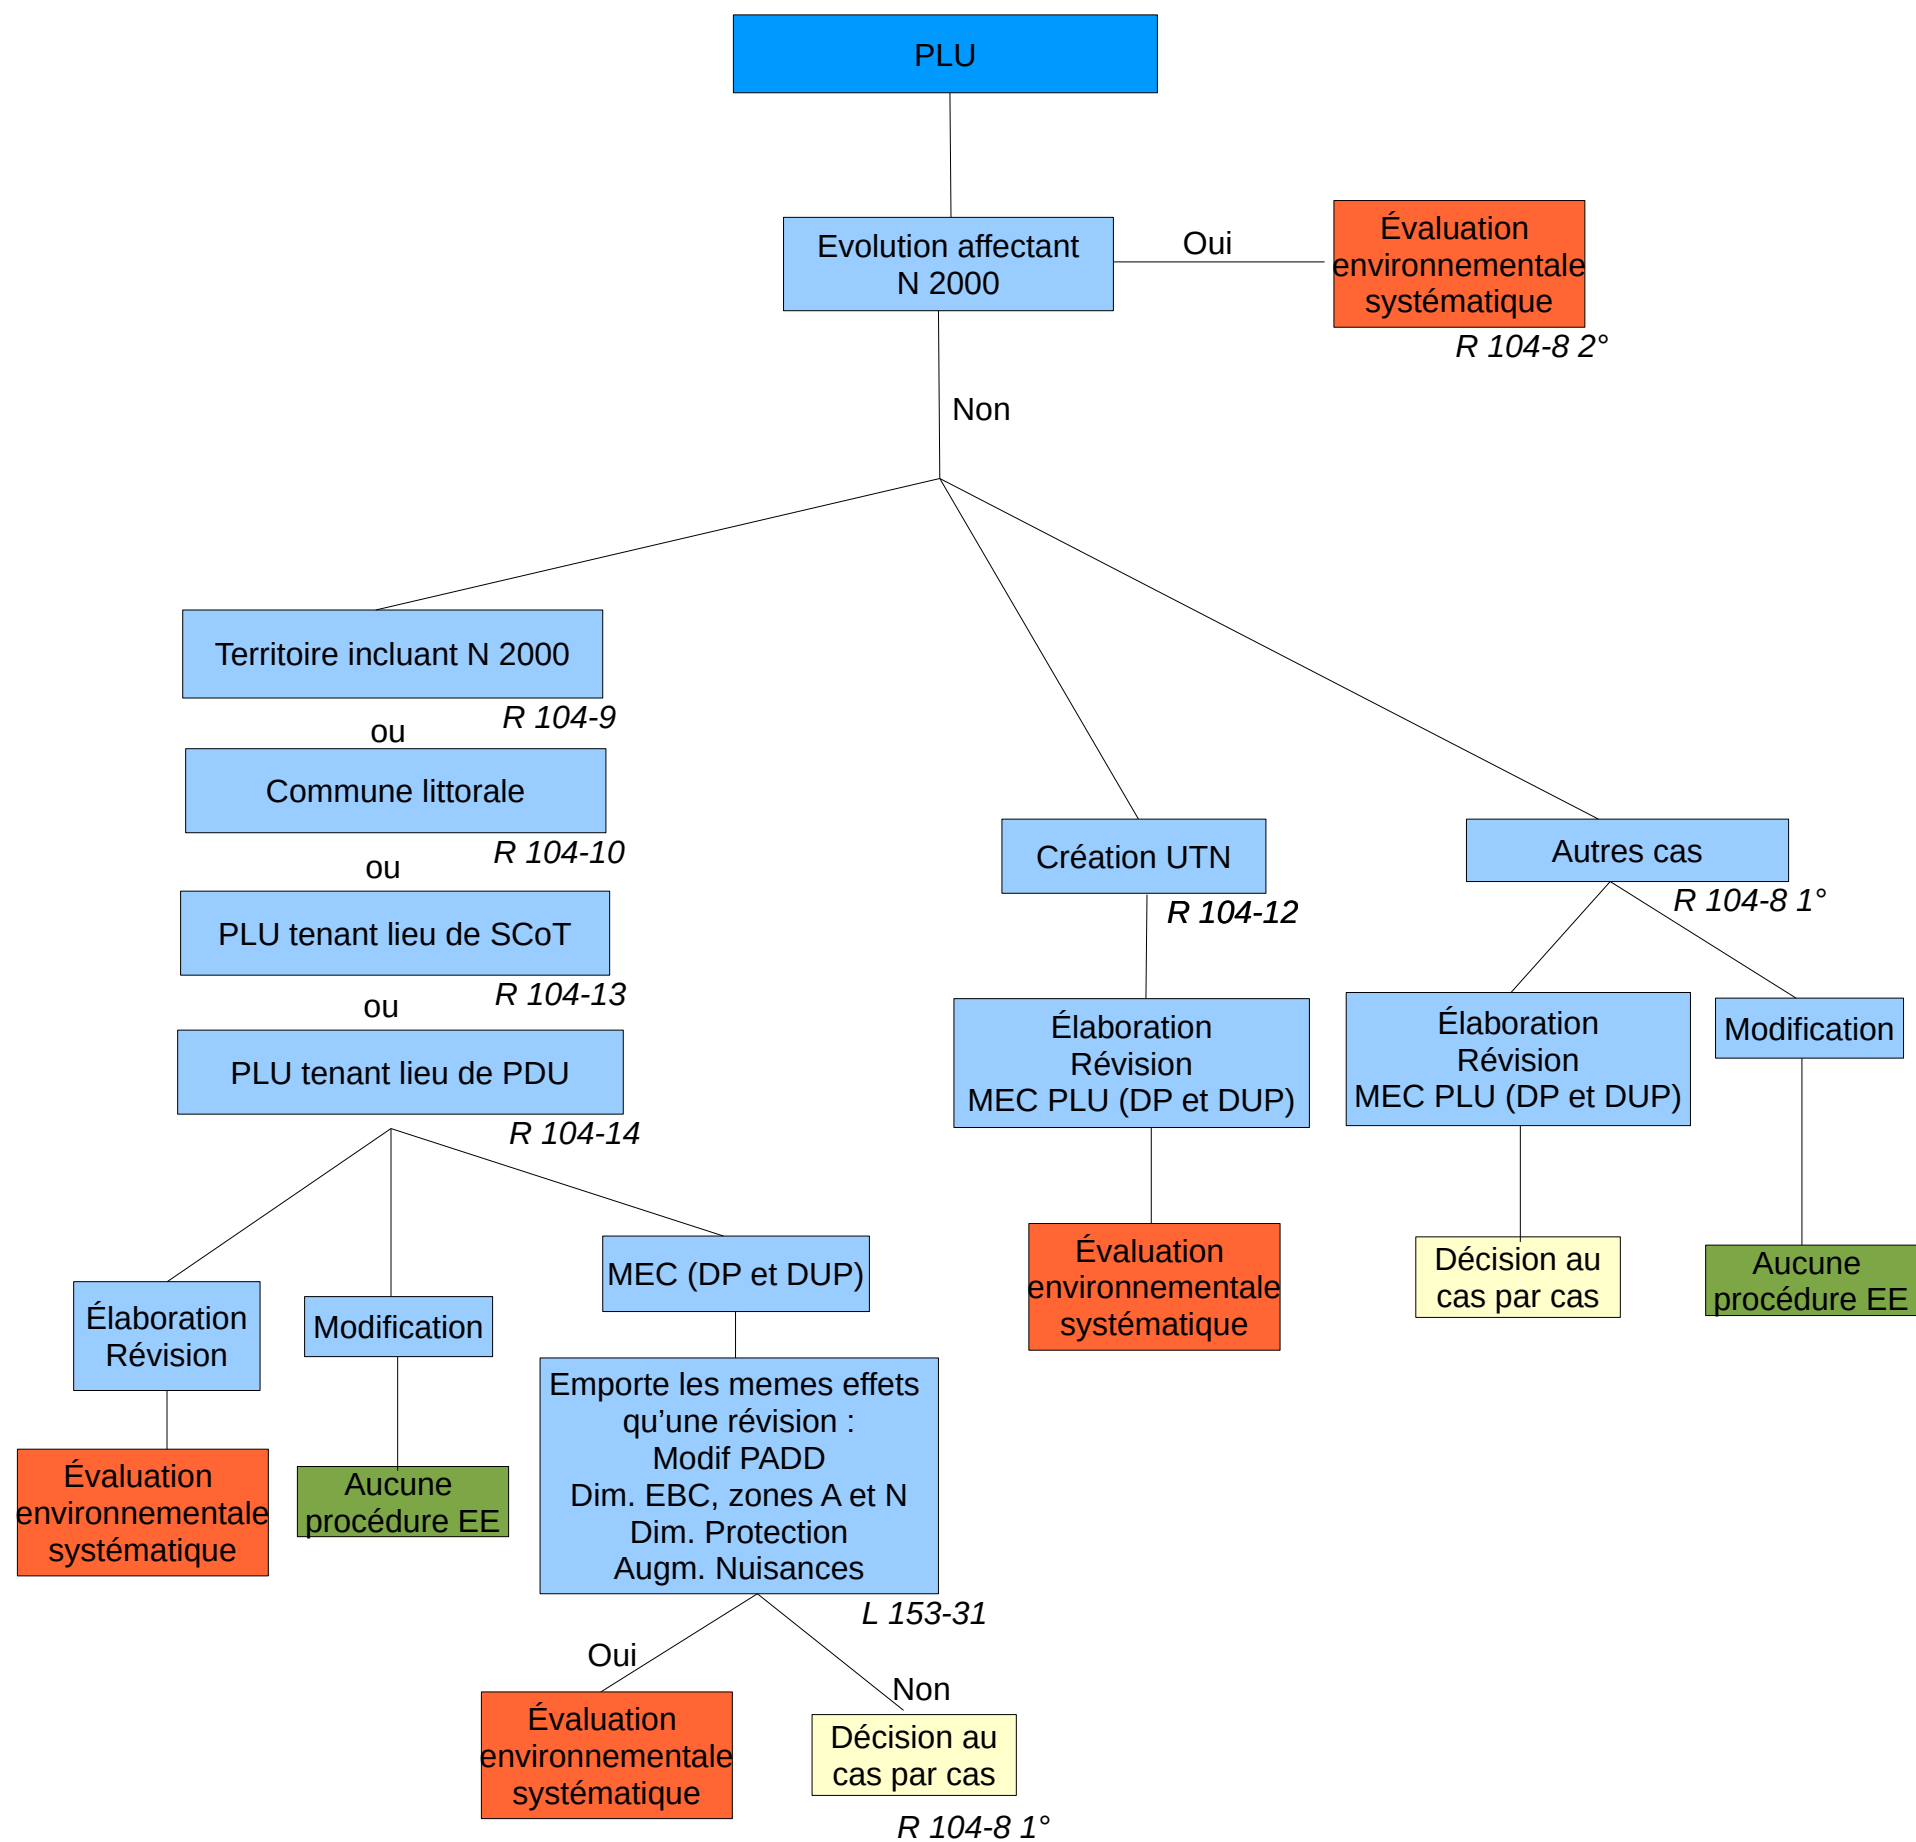 PLU
Evolution affectant
N 2000
Oui
Évaluation
environnementale
systématique
R 104-8 2°
Non
Territoire incluant N 2000
R 104-9
ou
Commune littorale
R 104-10
ou
PLU tenant lieu de SCoT
R 104-13
ou
PLU tenant lieu de PDU
R 104-14
Élaboration
Révision
Évaluation
environnementale
systématique
Modification
Aucune
procédure EE
MEC (DP et DUP)
Emporte les memes effets
qu’une révision :
Modif PADD
Dim. EBC, zones A et N
Dim. Protection
Augm. Nuisances
L 153-31
Oui
Évaluation
environnementale
systématique
Non
Décision au
cas par cas
R 104-8 1°
Création UTN
R 104-12
Élaboration
Révision
MEC PLU (DP et DUP)
Évaluation
environnementale
systématique
Autres cas
R 104-8 1°
Élaboration
Révision
MEC PLU (DP et DUP)
Décision au
cas par cas
Modification
Aucune
procédure EE